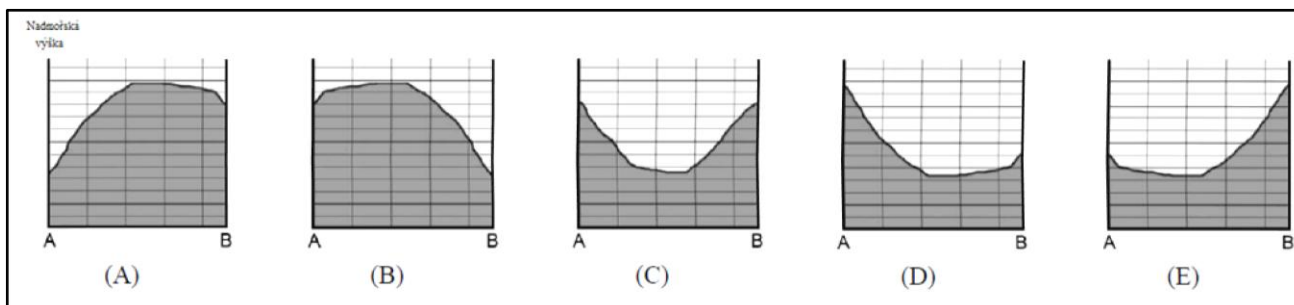 Nadmořská
výška
A B A B A B A B A B
(A) (B) (C) (D) (E)